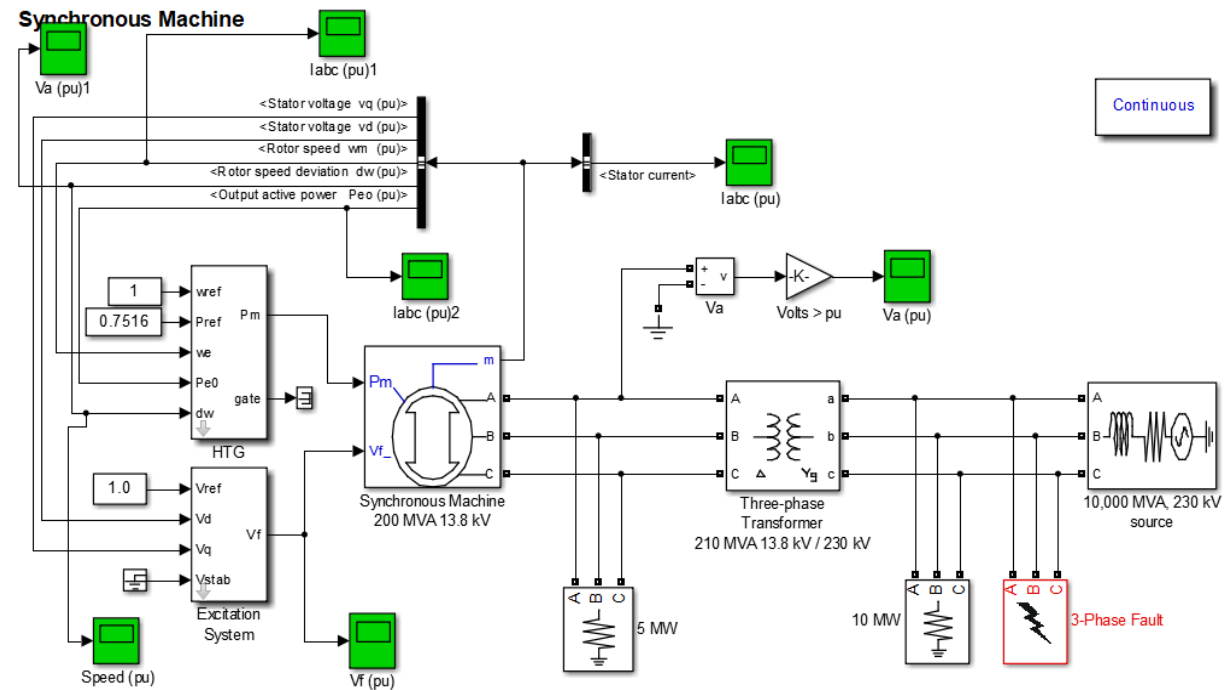 Synchronous Machine
Va (pu)1
Iabc (pu)1
Continuous
<Stator voltage vq (pu)>
<Stator voltage vd (pu)>
<Rotor speed wm (pu)>
<Rotor speed deviation dw (pu)>
<Output active power Peo (pu)>
<Stator current>
Iabc (pu)
Iabc (pu)2
1
0.7516
wref
Pref
we
Pe0
dw
Pm
gate
HTG
+
-
v
Va
-K-
Volts > pu
Va (pu)
Pm
Vf_
m
A
B
C
Synchronous Machine
200 MVA 13.8 kV
A
B
C
a
b
c
Δ
Yg
Three-phase
Transformer
210 MVA 13.8 kV / 230 kV
A
B
C
10,000 MVA, 230 kV
source
1.0
Vref
Vd
Vq
Vstab
Vf
Excitation
System
Speed (pu)
Vf (pu)
A B C
5 MW
A B C
10 MW
A B C
3-Phase Fault